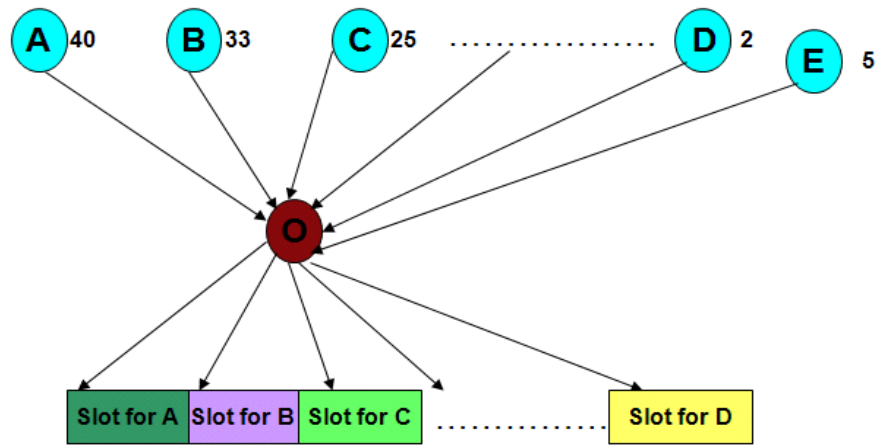 A 40 B 33 C 25 ..................... D 2
E 5
O
Slot for A Slot for B Slot for C ................. Slot for D